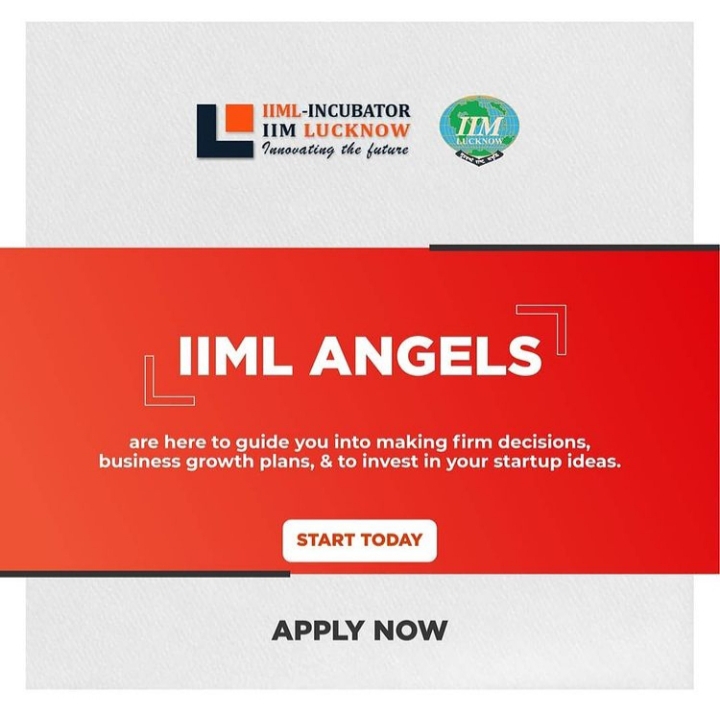 IIML-INCUBATOR
IIM LUCKNOW
Innovating the future
IIM
LUCKNOW
IIML ANGELS
are here to guide you into making firm decisions,
business growth plans, & to invest in your startup ideas.
START TODAY
APPLY NOW